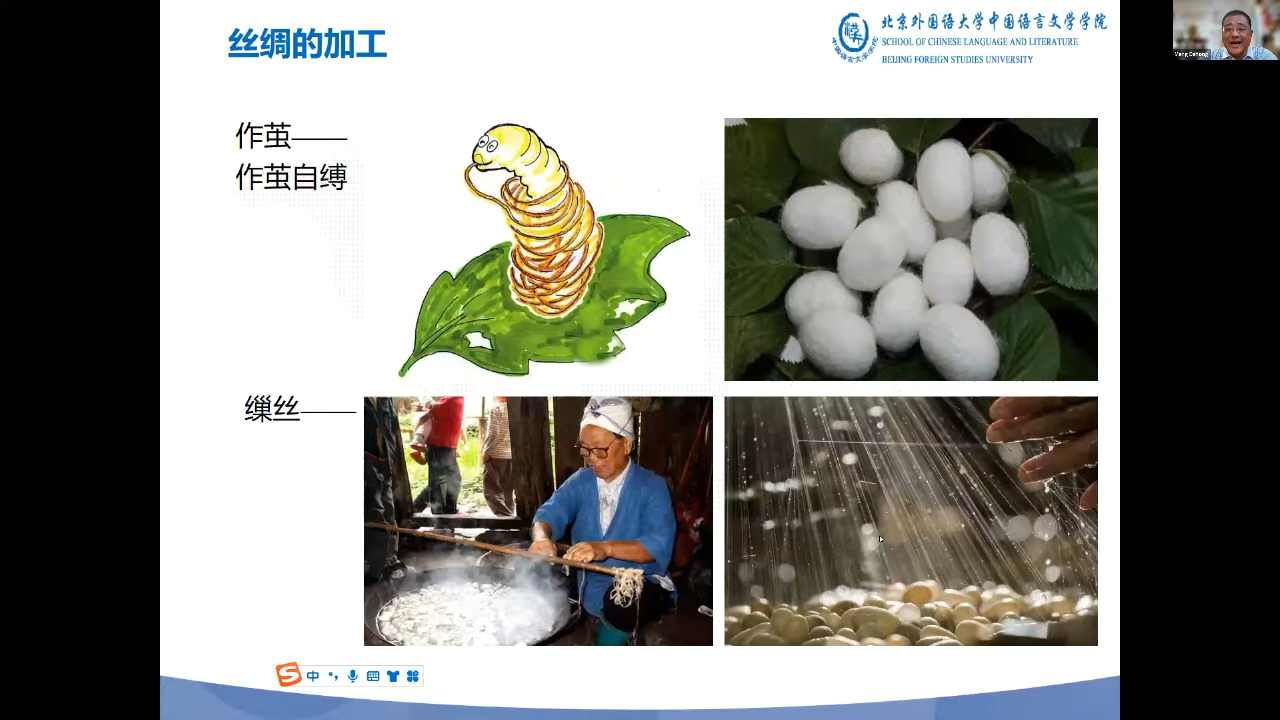 丝绸的加工
北京外国语大学中国语言文学学院
SCHOOL OF CHINESE LANGUAGE AND LITERATURE
BEIJING FOREIGN STUDIES UNIVERSITY
作茧——
作茧自缚
缫丝——
中